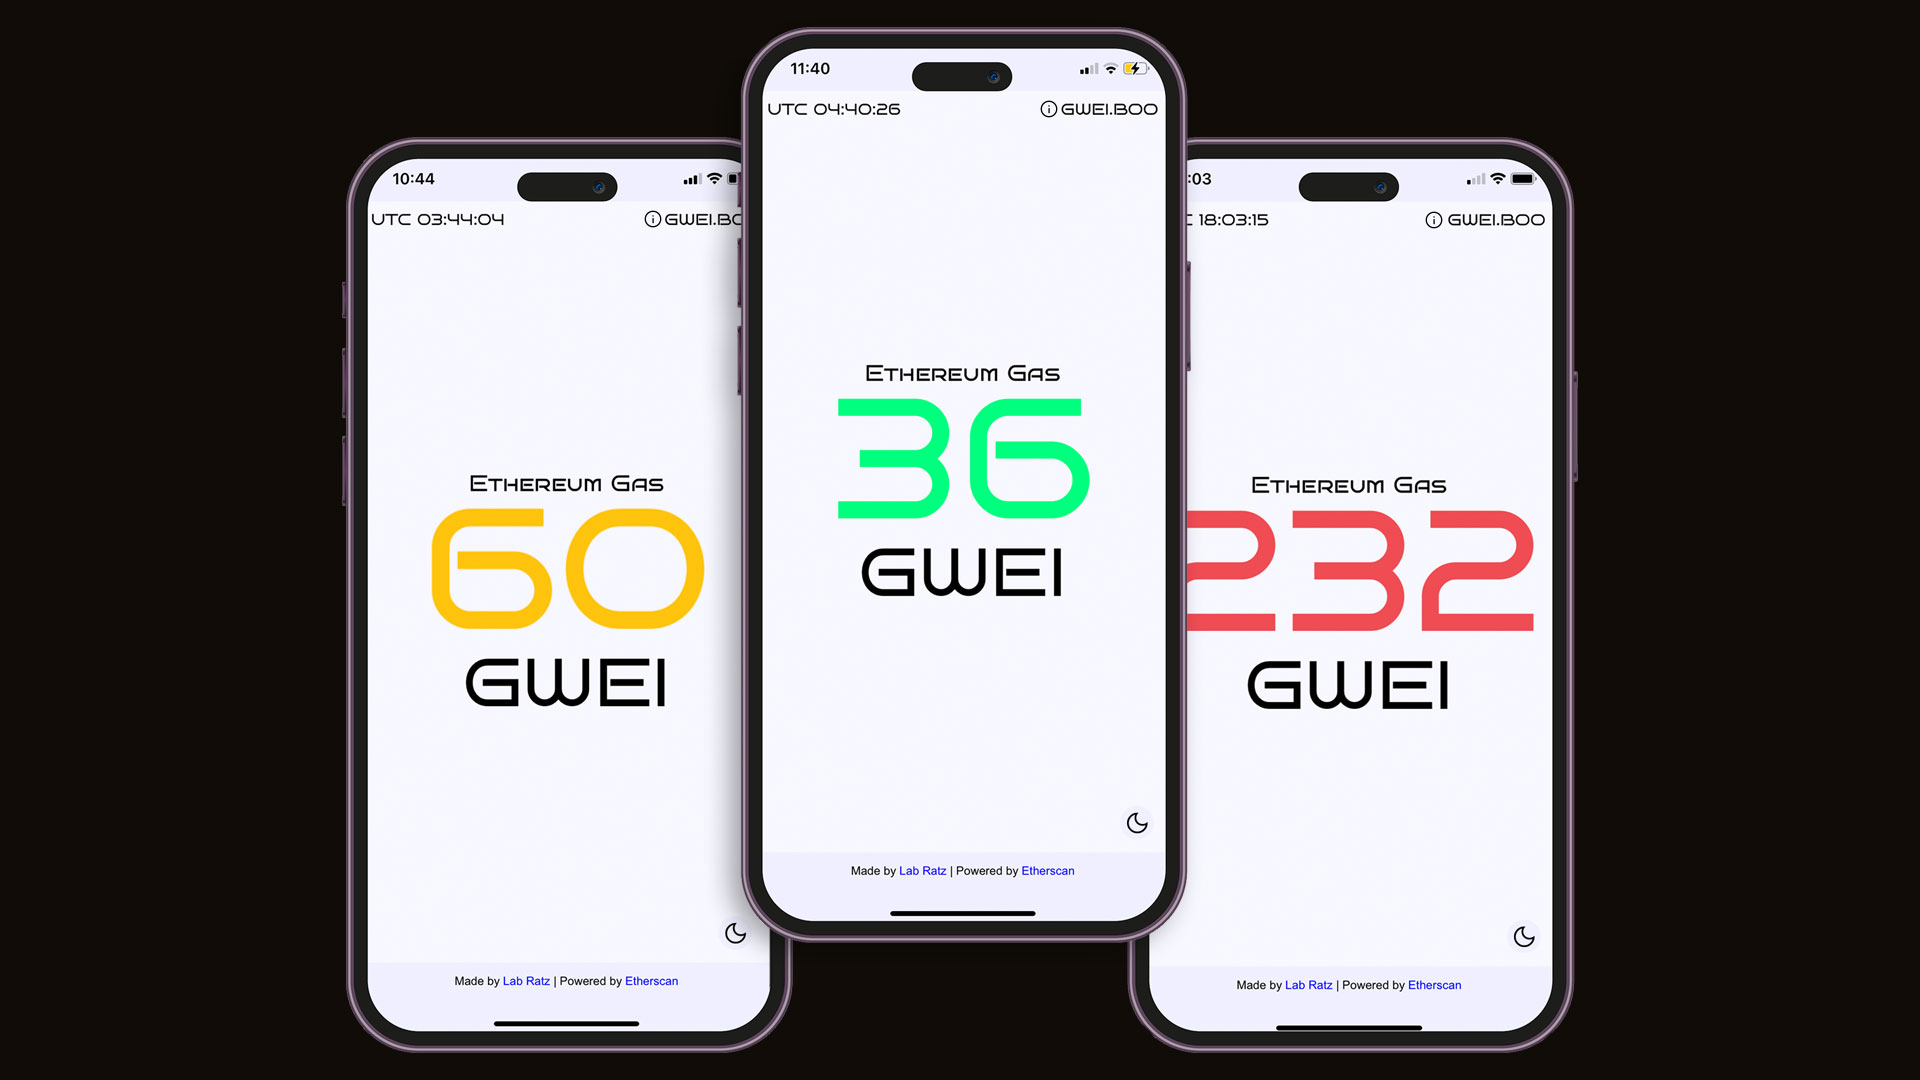 10:44
UTC 03:44:04
GWEI.BO
Ethereum Gas
60
GWEI
Made by Lab Ratz | Powered by Etherscan
11:40
UTC 04:40:26
GWEI.BOO
Ethereum Gas
36
GWEI
Made by Lab Ratz | Powered by Etherscan
:03
C 18:03:15
GWEI.BOO
Ethereum Gas
232
GWEI
Made by Lab Ratz | Powered by Etherscan